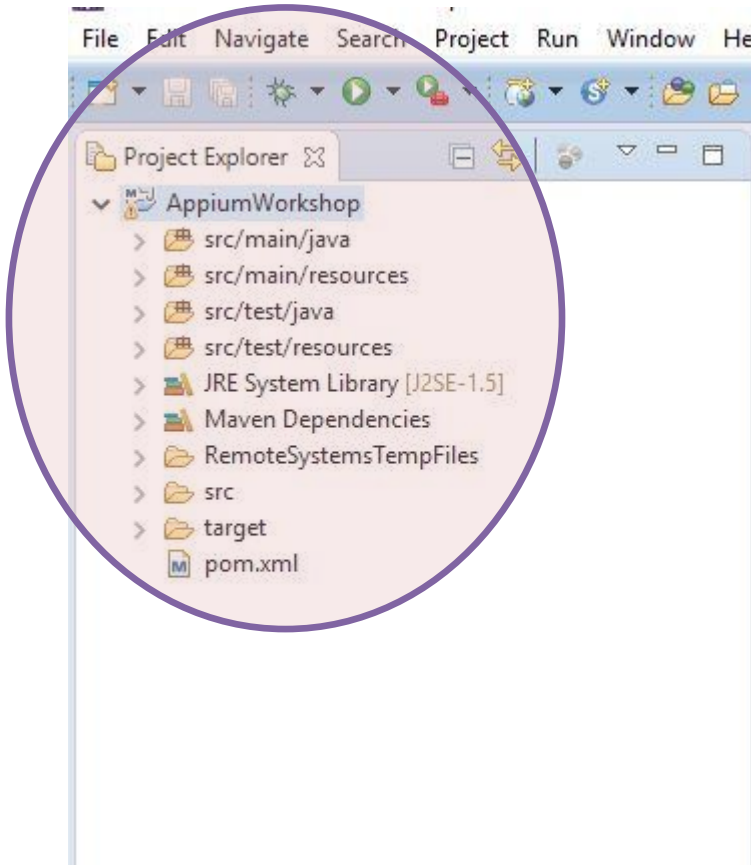 File Edit Navigate Search Project Run Window He
Project Explorer
AppiumWorkshop
src/main/java
src/main/resources
src/test/java
src/test/resources
JRE System Library [J2SE-1.5]
Maven Dependencies
RemoteSystemsTempFiles
src
target
pom.xml